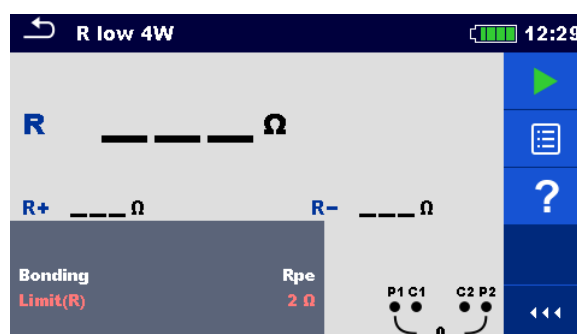 R low 4W 12:29
R ___ Ω
R+ ___ Ω R- ___ Ω
?
Bonding Rpe
Limit(R) 2 Ω
P1 C1 C2 P2
Ω